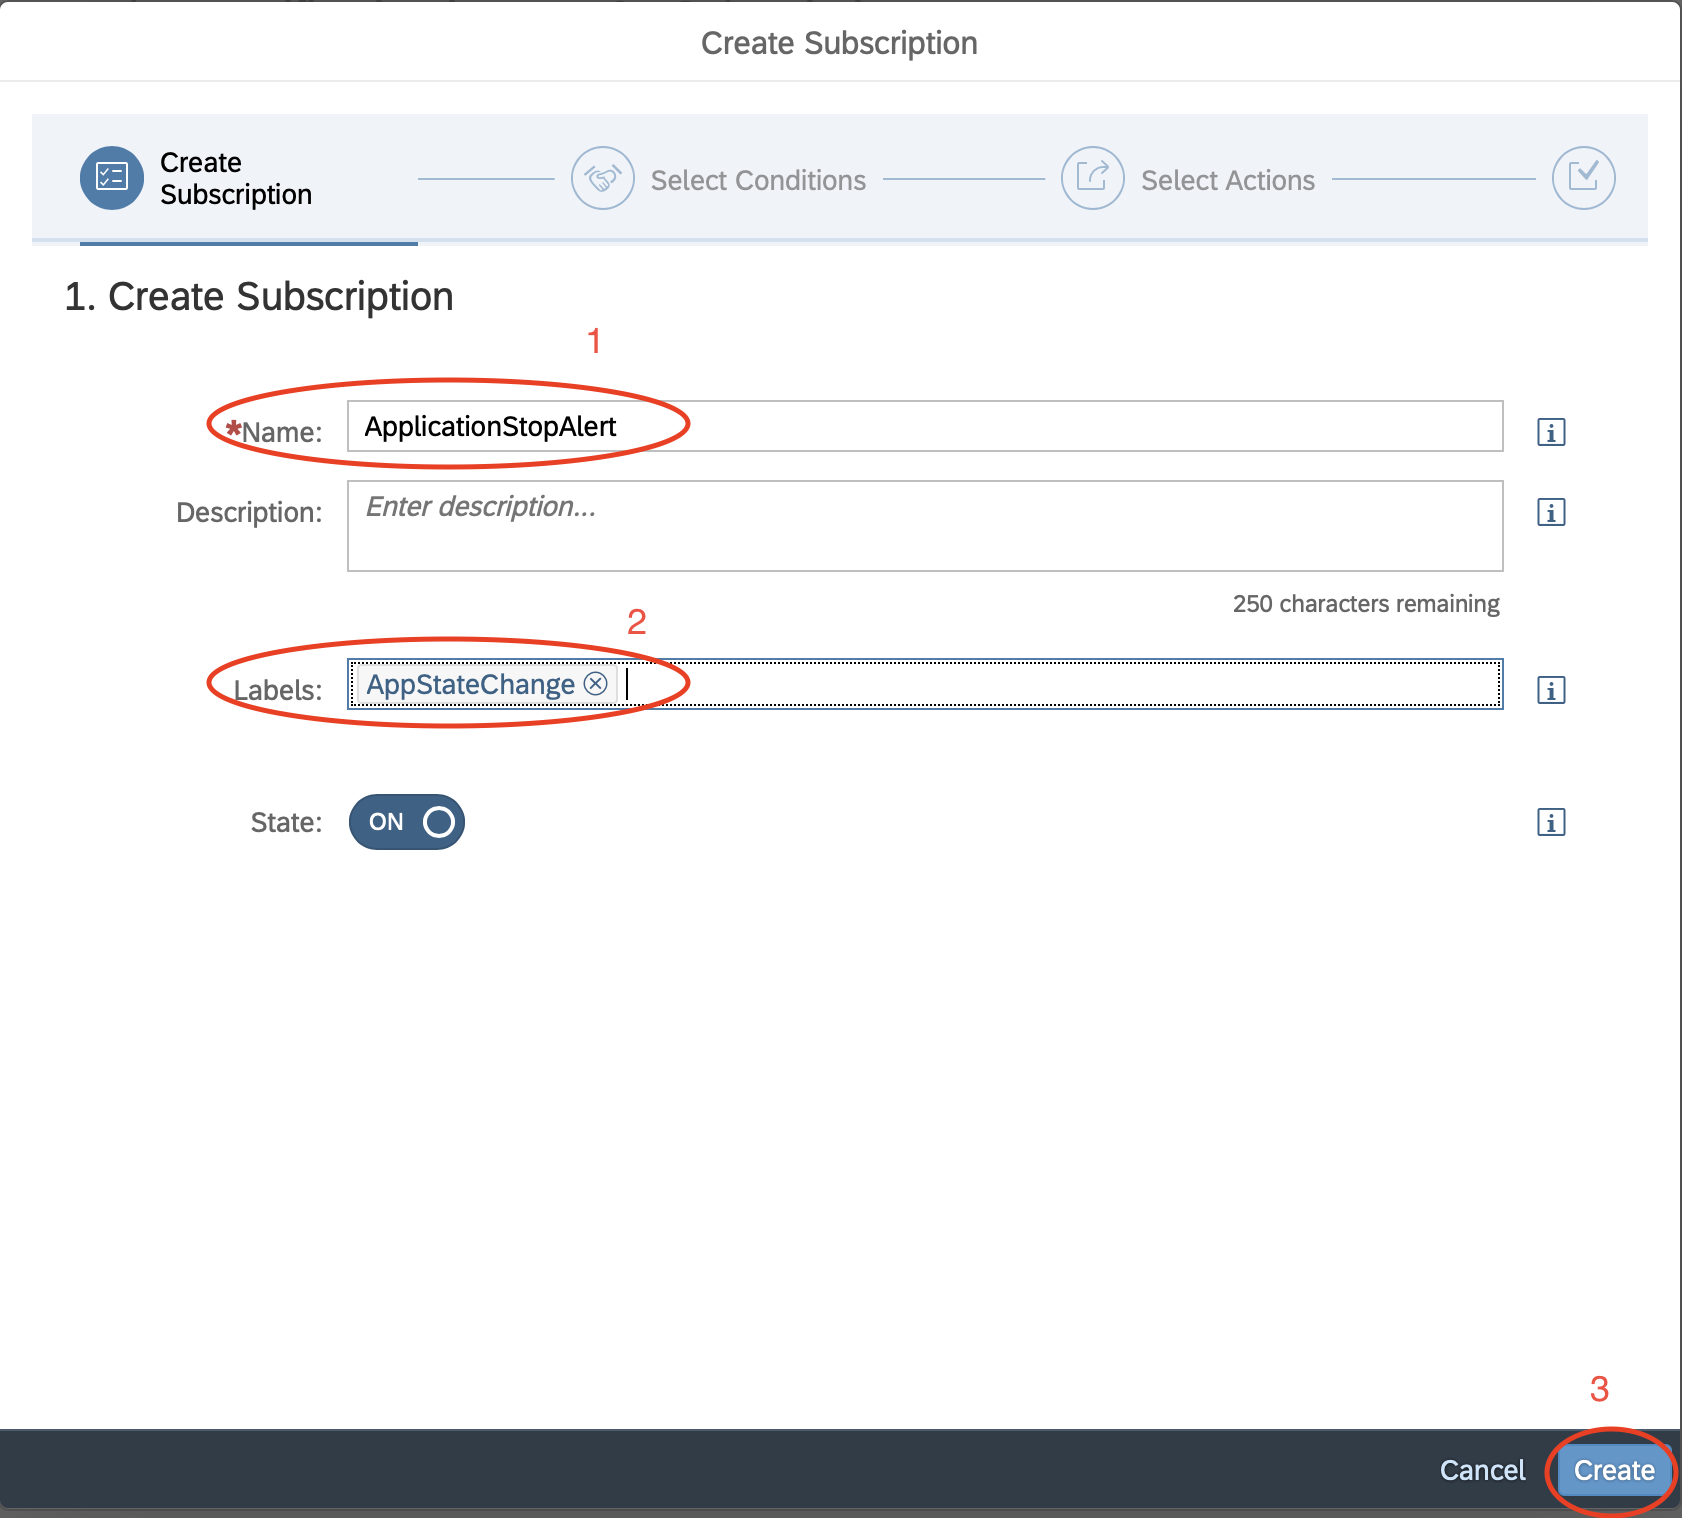 Create Subscription
Create
Subscription
Select Conditions
Select Actions
1. Create Subscription
1
*Name:
ApplicationStopAlert
Description:
Enter description...
250 characters remaining
2
Labels:
AppStateChange
State:
ON
3
Cancel
Create